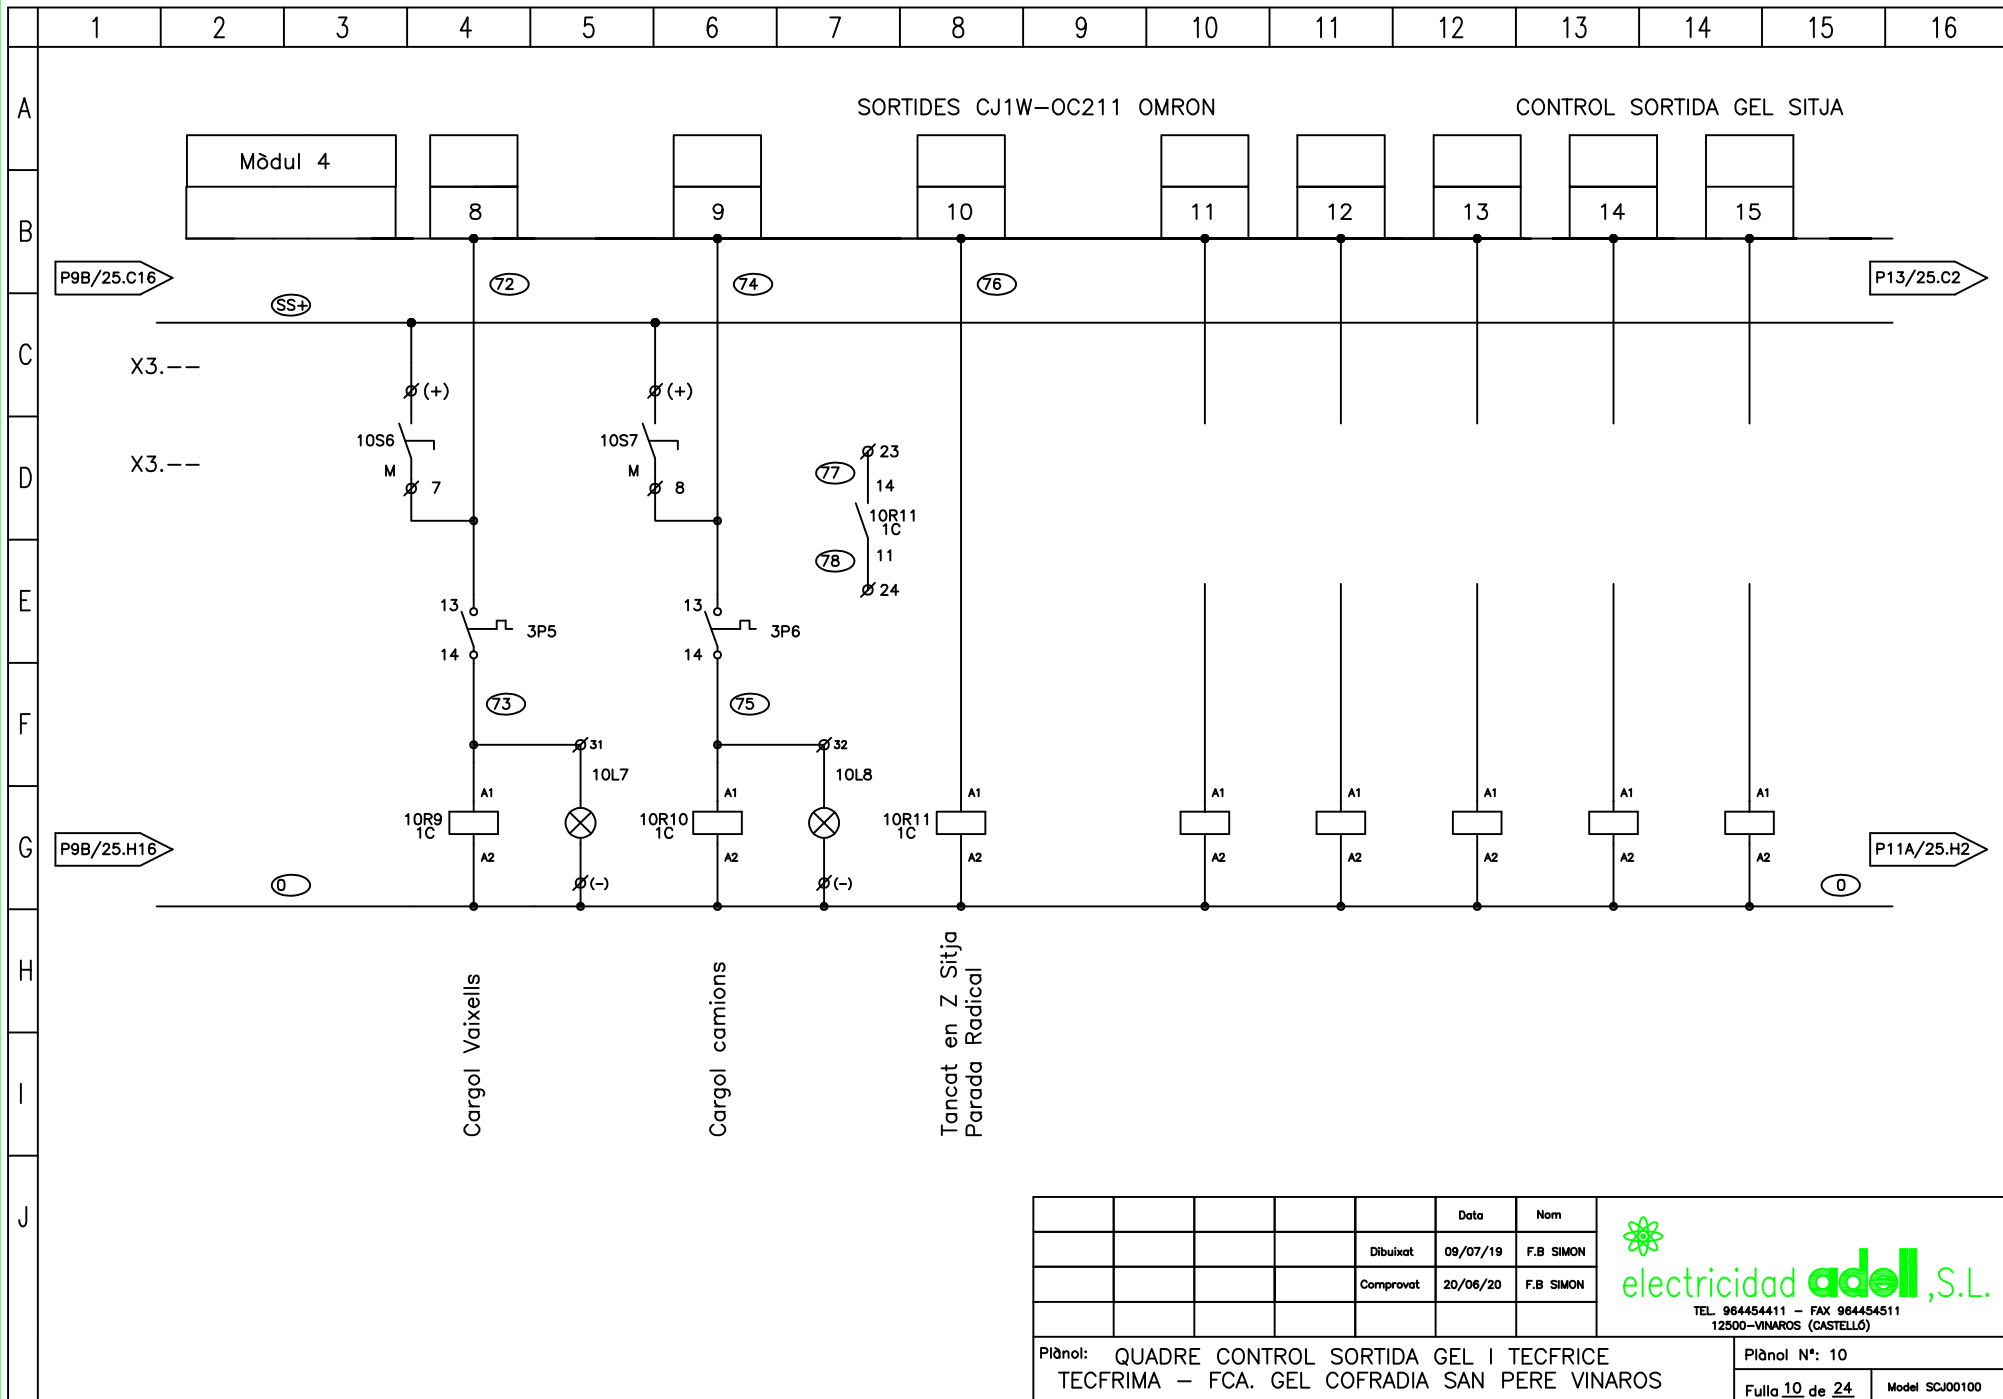 1 2 3 4 5 6 7 8 9 10 11 12 13 14 15 16
A
SORTIDES CJ1W-OC211 OMRON CONTROL SORTIDA GEL SITJA
Mòdul 4
B
8 9 10 11 12 13 14 15
P9B/25.C16 72 74 76 P13/25.C2
SS+
C
X3.--
(+) (+)
10S6 10S7 23
X3.-- M M 77
D
7 8 14
10R11
1C
78 11
E
24
13 13
3P5 3P6
14 14
F
73 75
31 32
10L7 10L8
A1 A1 A1 A1 A1 A1 A1 A1
10R9 10R10 10R11
1C 1C 1C
G
P9B/25.H16 P11A/25.H2
A2 A2 A2 A2 A2 A2 A2 A2
0 (-) (-) 0
H
Cargol Vaixells
Cargol camions
Tancat en Z Sitja
Parada Radical
I
J
Data Nom
Dibuixat 09/07/19 F.B SIMON
Comprovat 20/06/20 F.B SIMON
electricidad adell ,S.L.
TEL. 964454411 - FAX 964454511
12500-VINAROS (CASTELLÓ)
Plànol: QUADRE CONTROL SORTIDA GEL I TECFRICE
TECFRIMA - FCA. GEL COFRADIA SAN PERE VINAROS
Plànol Nº: 10
Fulla 10 de 24 Model SCJ00100